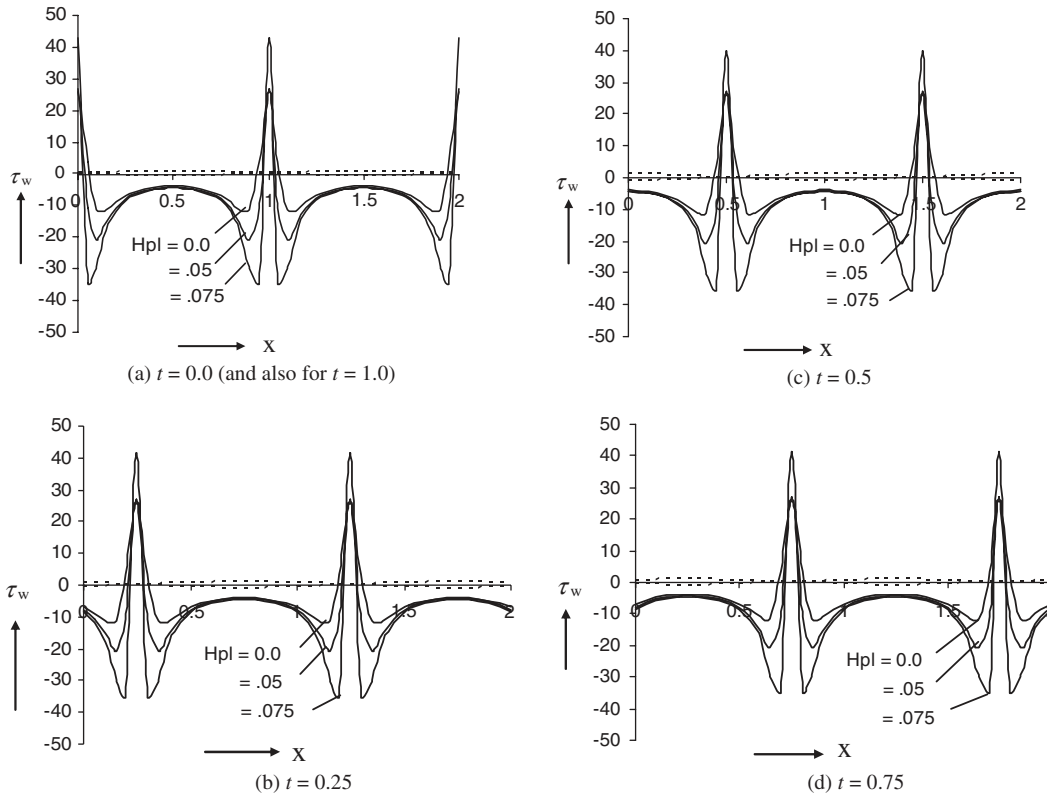 50
40
30
20
10
0
-10
-20
-30
-40
-50
τw
0 0.5 1 1.5 2
Hpl = 0.0
= .05
= .075
x
(a) t = 0.0 (and also for t = 1.0)
50
40
30
20
10
0
-10
-20
-30
-40
-50
τw
0 0.5 1 1.5 2
Hpl = 0.0
= .05
= .075
x
(c) t = 0.5
50
40
30
20
10
0
-10
-20
-30
-40
-50
τw
0 0.5 1 1.5 2
Hpl = 0.0
= .05
= .075
x
(b) t = 0.25
50
40
30
20
10
0
-10
-20
-30
-40
-50
τw
0 0.5 1 1.5
Hpl = 0.0
= .05
= .075
x
(d) t = 0.75